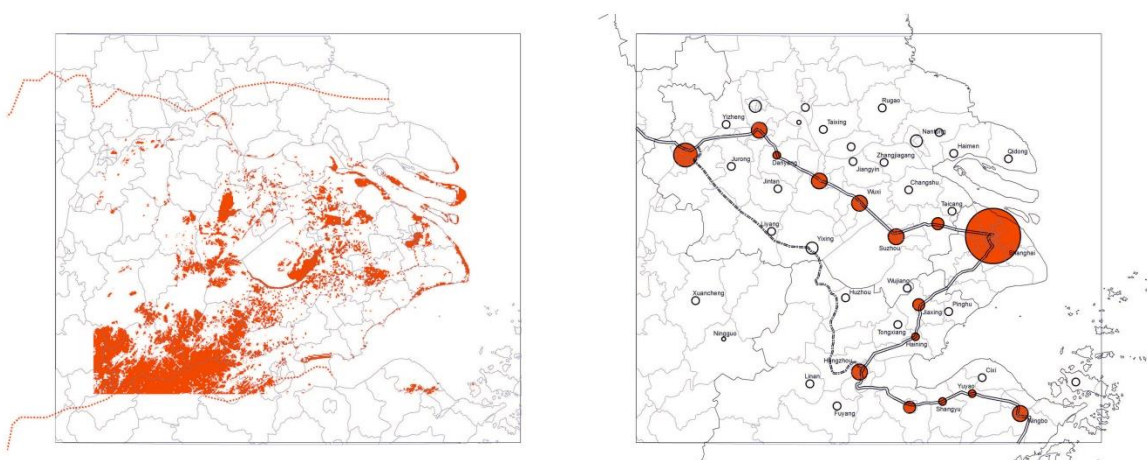 Rugao
Yizheng
Taixing
Nantong
Haimen
Qidong
Zhangjiagang
Danyang
Jurong
Jiangyin
Jintan
Changshu
Wuxi
Taicang
Liyang
Yixing
Suzhou
Shanghai
Wujiang
Xuancheng
Huzhou
Jiaxing
Pinghu
Tongxiang
Ningguo
Haining
Hangzhou
Cixi
Linan
Yuyao
Shangyu
Fuyang
Ningbo